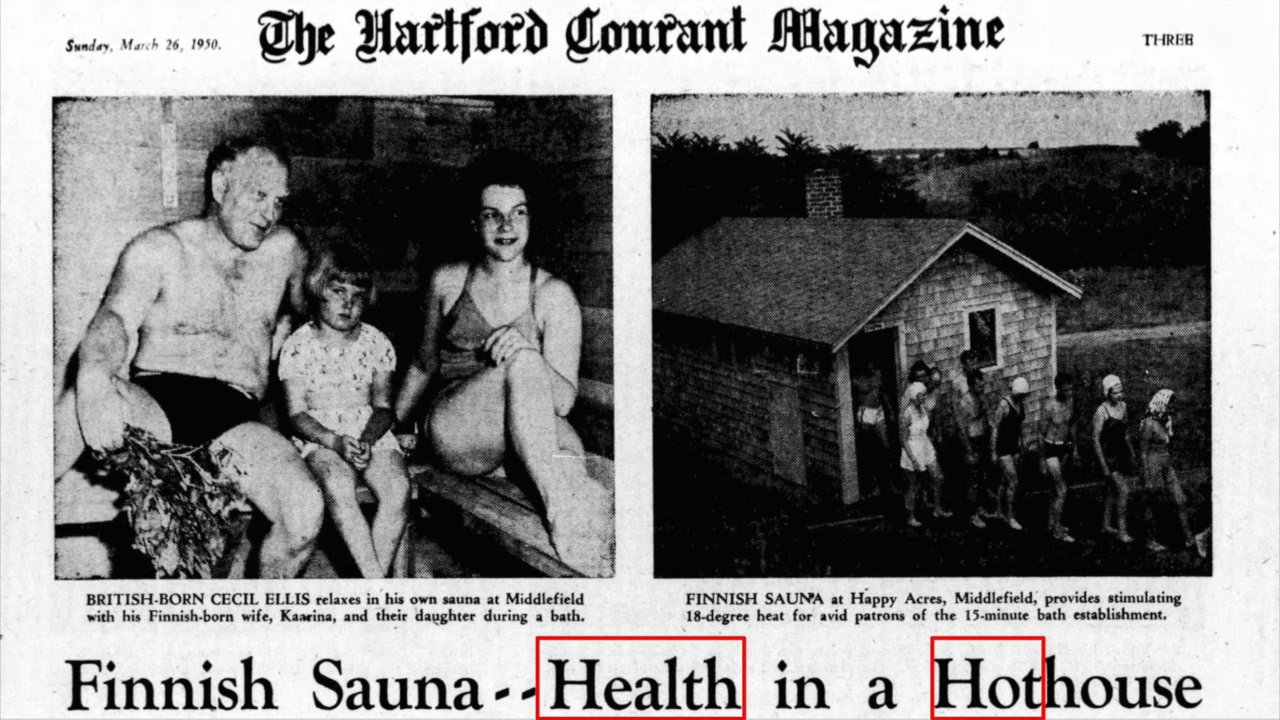 Sunday, March 26, 1950.
The Hartford Courant Magazine
THREE
BRITISH-BORN CECIL ELLIS relaxes in his own sauna at Middlefield
with his Finnish-born wife, Kaarina, and their daughter during a bath.
FINNISH SAUNA at Happy Acres, Middlefield, provides stimulating
18-degree heat for avid patrons of the 15-minute bath establishment.
Finnish Sauna -- Health in a Hothouse